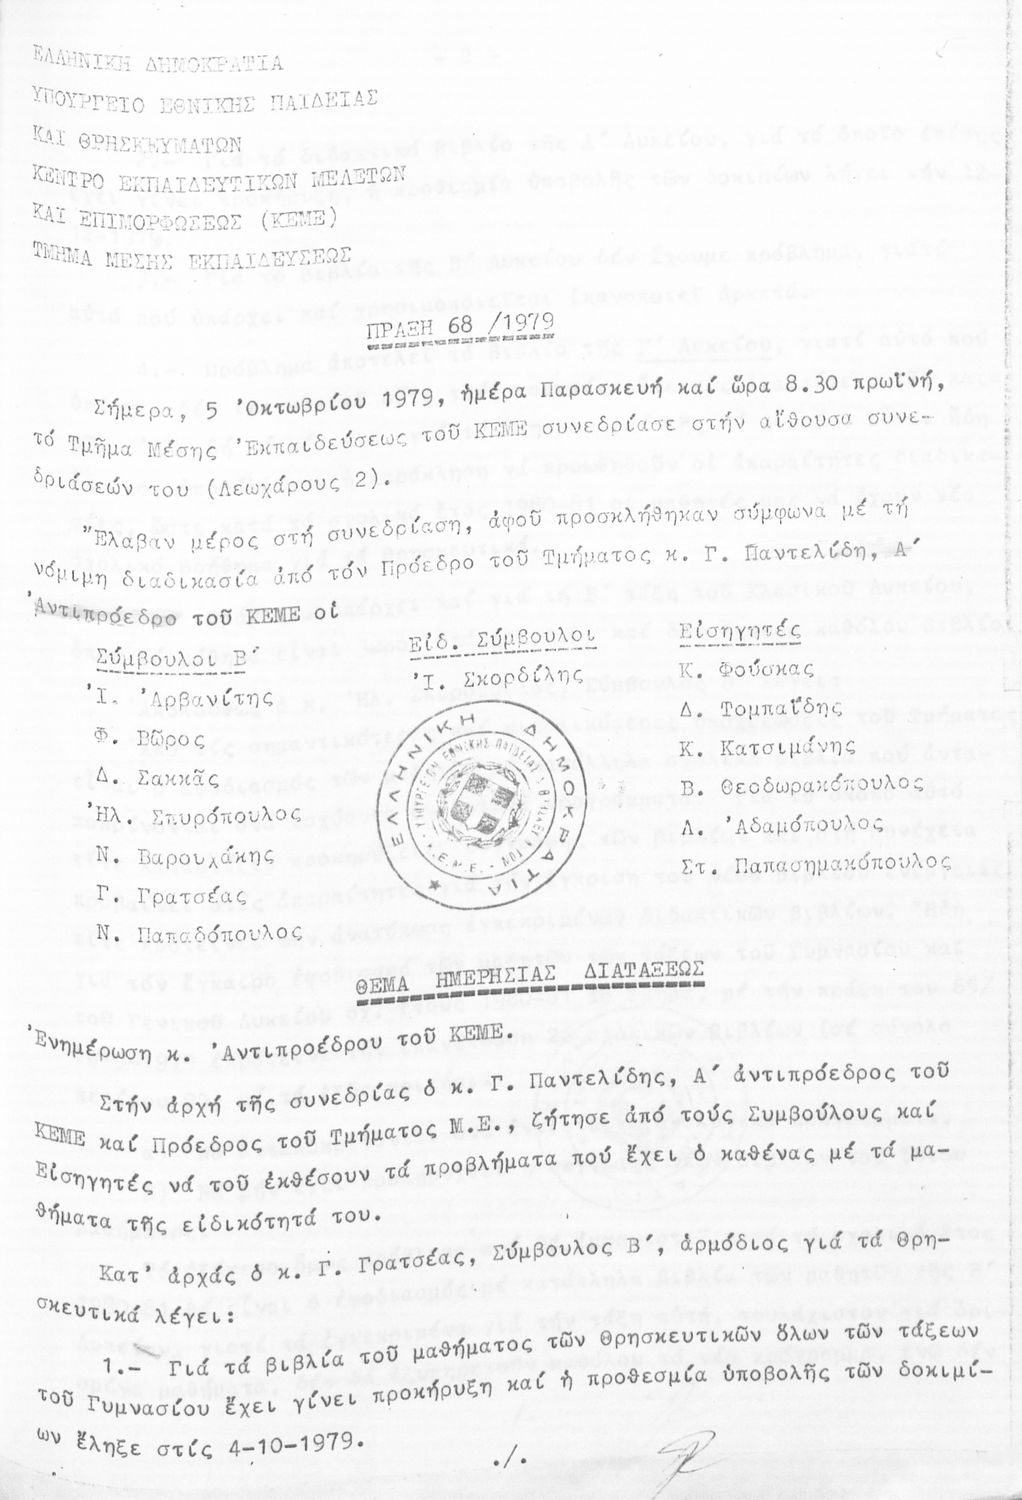 ΕΛΛΗΝΙΚΗ ΔΗΜΟΚΡΑΤΙΑ
ΥΠΟΥΡΓΕΙΟ ΕΘΝΙΚΗΣ ΠΑΙΔΕΙΑΣ
ΚΑΙ ΘΡΗΣΚΕΥΜΑΤΩΝ
ΚΕΝΤΡΟ ΕΚΠΑΙΔΕΥΤΙΚΩΝ ΜΕΛΕΤΩΝ
ΚΑΙ ΕΠΙΜΟΡΦΩΣΕΩΣ (ΚΕΜΕ)
ΤΜΗΜΑ ΜΕΣΗΣ ΕΚΠΑΙΔΕΥΣΕΩΣ
ΠΡΑΞΗ 68 /1979
Σήμερα, 5 Ὀκτωβρίου 1979, ἡμέρα Παρασκευή καί ὥρα 8.30 πρωϊνή,
τό Τμῆμα Μέσης Ἐκπαιδεύσεως τοῦ ΚΕΜΕ συνεδρίασε στήν αἴθουσα συνε-
δριάσεών του (Λεωχάρους 2).
Ἔλαβαν μέρος στή συνεδρίαση, ἀφοῦ προσκλήθηκαν σύμφωνα μέ τή
νόμιμη διαδικασία ἀπό τόν Πρόεδρο τοῦ Τμήματος κ. Γ. Παντελίδη, Α΄
Ἀντιπρόεδρο τοῦ ΚΕΜΕ οἱ
Σύμβουλοι Β΄ Εἰδ. Σύμβουλοι Εἰσηγητές
Ἰ. Ἀρβανίτης Ἰ. Σκορδίλης Κ. Φούσκας
Φ. Βῶρος Δ. Τομπαΐδης
Δ. Σακκᾶς Κ. Κατσιμάνης
Ἠλ. Σπυρόπουλος Β. Θεοδωρακόπουλος
Ν. Βαρουχάκης Λ. Ἀδαμόπουλος
Γ. Γρατσέας Στ. Παπασημακόπουλος
Ν. Παπαδόπουλος
ΕΛΛΗΝΙΚΗ ΔΗΜΟΚΡΑΤΙΑ
Κ.Ε.Μ.Ε.
ΘΕΜΑ ΗΜΕΡΗΣΙΑΣ ΔΙΑΤΑΞΕΩΣ
Ἐνημέρωση κ. Ἀντιπροέδρου τοῦ ΚΕΜΕ.
Στήν ἀρχή τῆς συνεδρίας ὁ κ. Γ. Παντελίδης, Α΄ ἀντιπρόεδρος τοῦ
ΚΕΜΕ καί Πρόεδρος τοῦ Τμήματος Μ.Ε., ζήτησε ἀπό τούς Συμβούλους καί
Εἰσηγητές νά τοῦ ἐκθέσουν τά προβλήματα πού ἔχει ὁ καθένας μέ τά μα-
θήματα τῆς εἰδικότητά του.
Κατ' ἀρχάς ὁ κ. Γ. Γρατσέας, Σύμβουλος Β΄, ἁρμόδιος γιά τά Θρη-
σκευτικά λέγει:
1.- Γιά τά βιβλία τοῦ μαθήματος τῶν Θρησκευτικῶν ὅλων τῶν τάξεων
τοῦ Γυμνασίου ἔχει γίνει προκήρυξη καί ἡ προθεσμία ὑποβολῆς τῶν δοκιμί-
ων ἔληξε στίς 4-10-1979.
./.